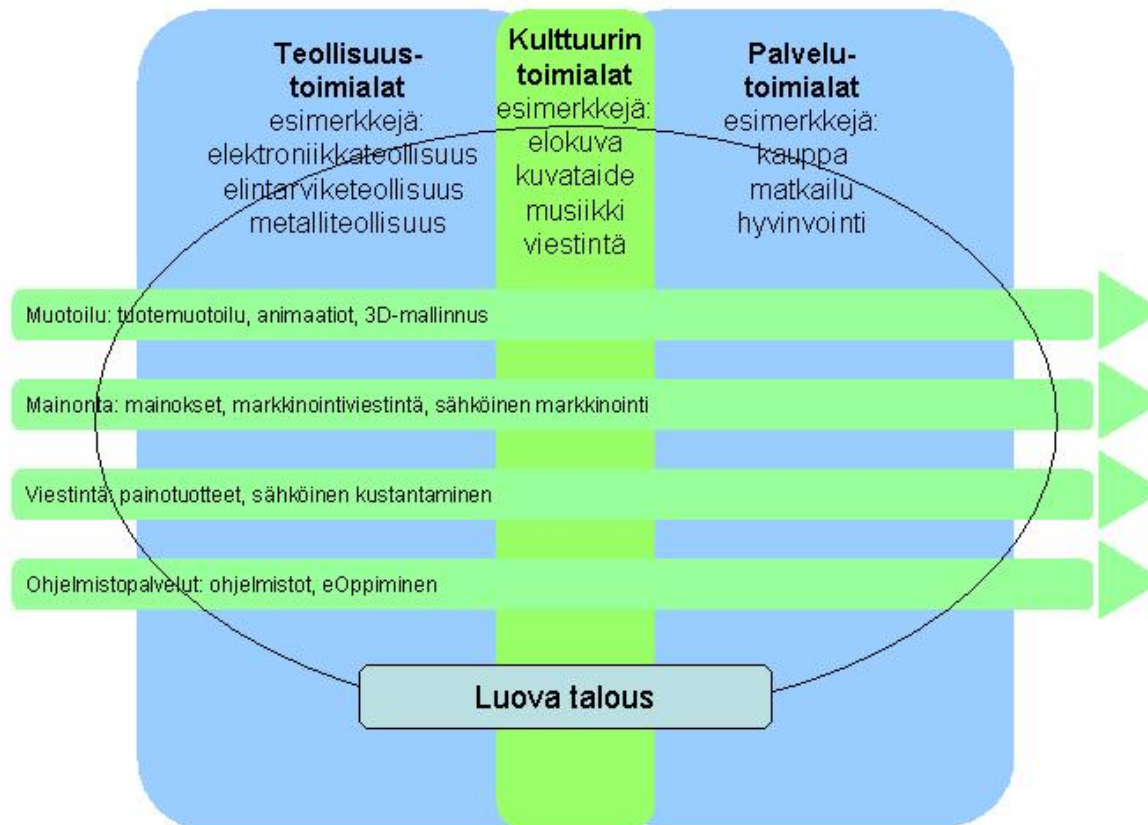 Teollisuus-
toimialat
esimerkkejä:
elektroniikkateollisuus
elintarviketeollisuus
metalliteollisuus
Kulttuurin
toimialat
esimerkkejä:
elokuva
kuvataide
musiikki
viestintä
Palvelu-
toimialat
esimerkkejä:
kauppa
matkailu
hyvinvointi
Muotoilu: tuotemuotoilu, animaatiot, 3D-mallinnus
Mainonta: mainokset, markkinointiviestintä, sähköinen markkinointi
Viestintä: painotuotteet, sähköinen kustantaminen
Ohjelmistopalvelut: ohjelmistot, eOppiminen
Luova talous